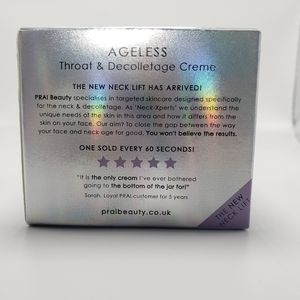 AGELESS
Throat & Decolletage Creme
THE NEW NECK LIFT HAS ARRIVED!
PRAI Beauty specialises in targeted skincare designed specifically
for the neck & decolletage. As 'Neck-Xperts' we understand the
unique needs of the skin in this area and how it differs from the
skin on your face. Our aim? To close the gap between the way
your face and neck age for good. You won't believe the results.
ONE SOLD EVERY 60 SECONDS!
"It is the only cream I've ever bothered
going to the bottom of the jar for!"
Sarah, Loyal PRAI customer for 5 years
praibeauty.co.uk
THE NEW
NECK LIFT